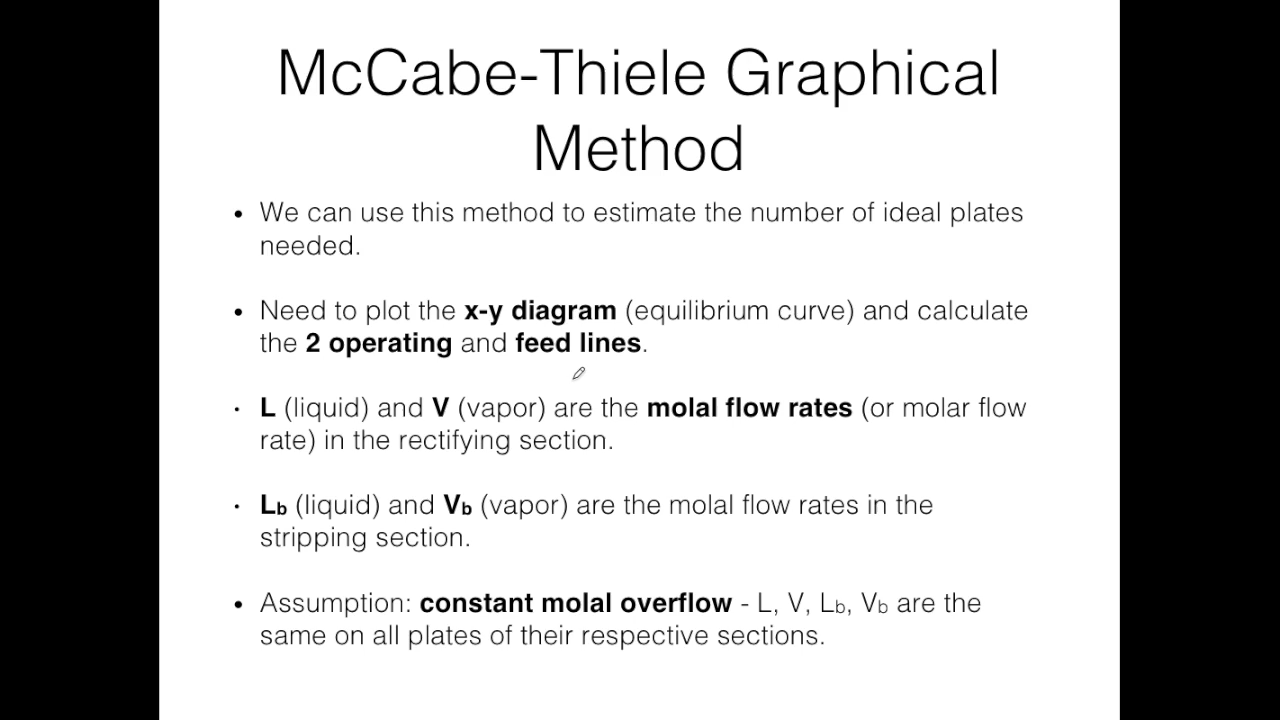 McCabe-Thiele Graphical
Method
• We can use this method to estimate the number of ideal plates
needed.
• Need to plot the x-y diagram (equilibrium curve) and calculate
the 2 operating and feed lines.
• L (liquid) and V (vapor) are the molal flow rates (or molar flow
rate) in the rectifying section.
• Lb (liquid) and Vb (vapor) are the molal flow rates in the
stripping section.
• Assumption: constant molal overflow - L, V, Lb, Vb are the
same on all plates of their respective sections.